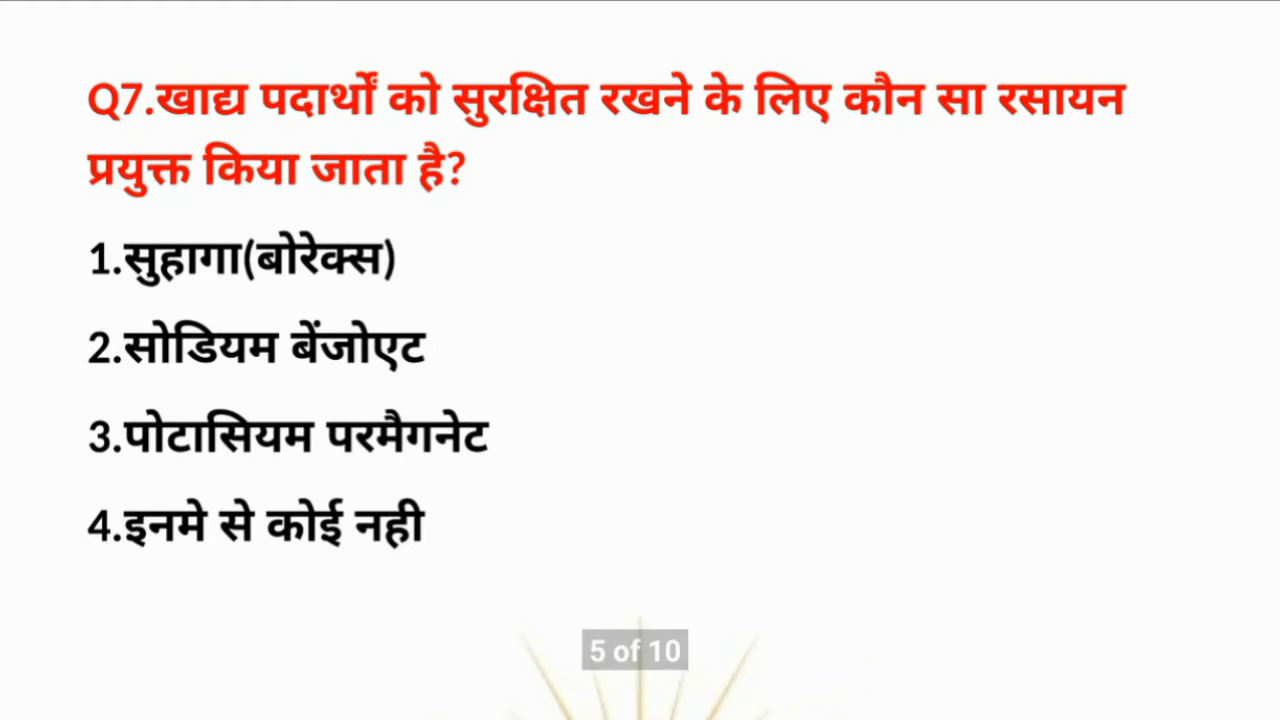 Q7.खाद्य पदार्थों को सुरक्षित रखने के लिए कौन सा रसायन
प्रयुक्त किया जाता है?
1.सुहागा(बोरेक्स)
2.सोडियम बेंजोएट
3.पोटासियम परमैगनेट
4.इनमे से कोई नही
5 of 10